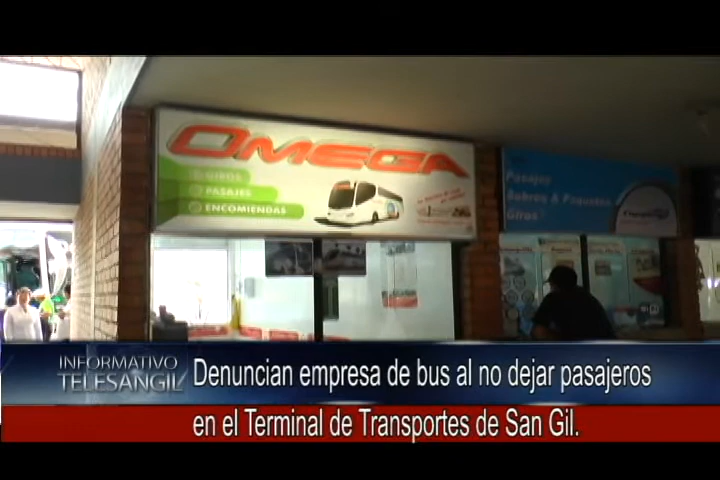 OMEGA
GIROS
PASAJES
ENCOMIENDAS
Pasajes
Sobres & Paquetes
Giros
INFORMATIVO
TELESANGIL
Denuncian empresa de bus al no dejar pasajeros
en el Terminal de Transportes de San Gil.